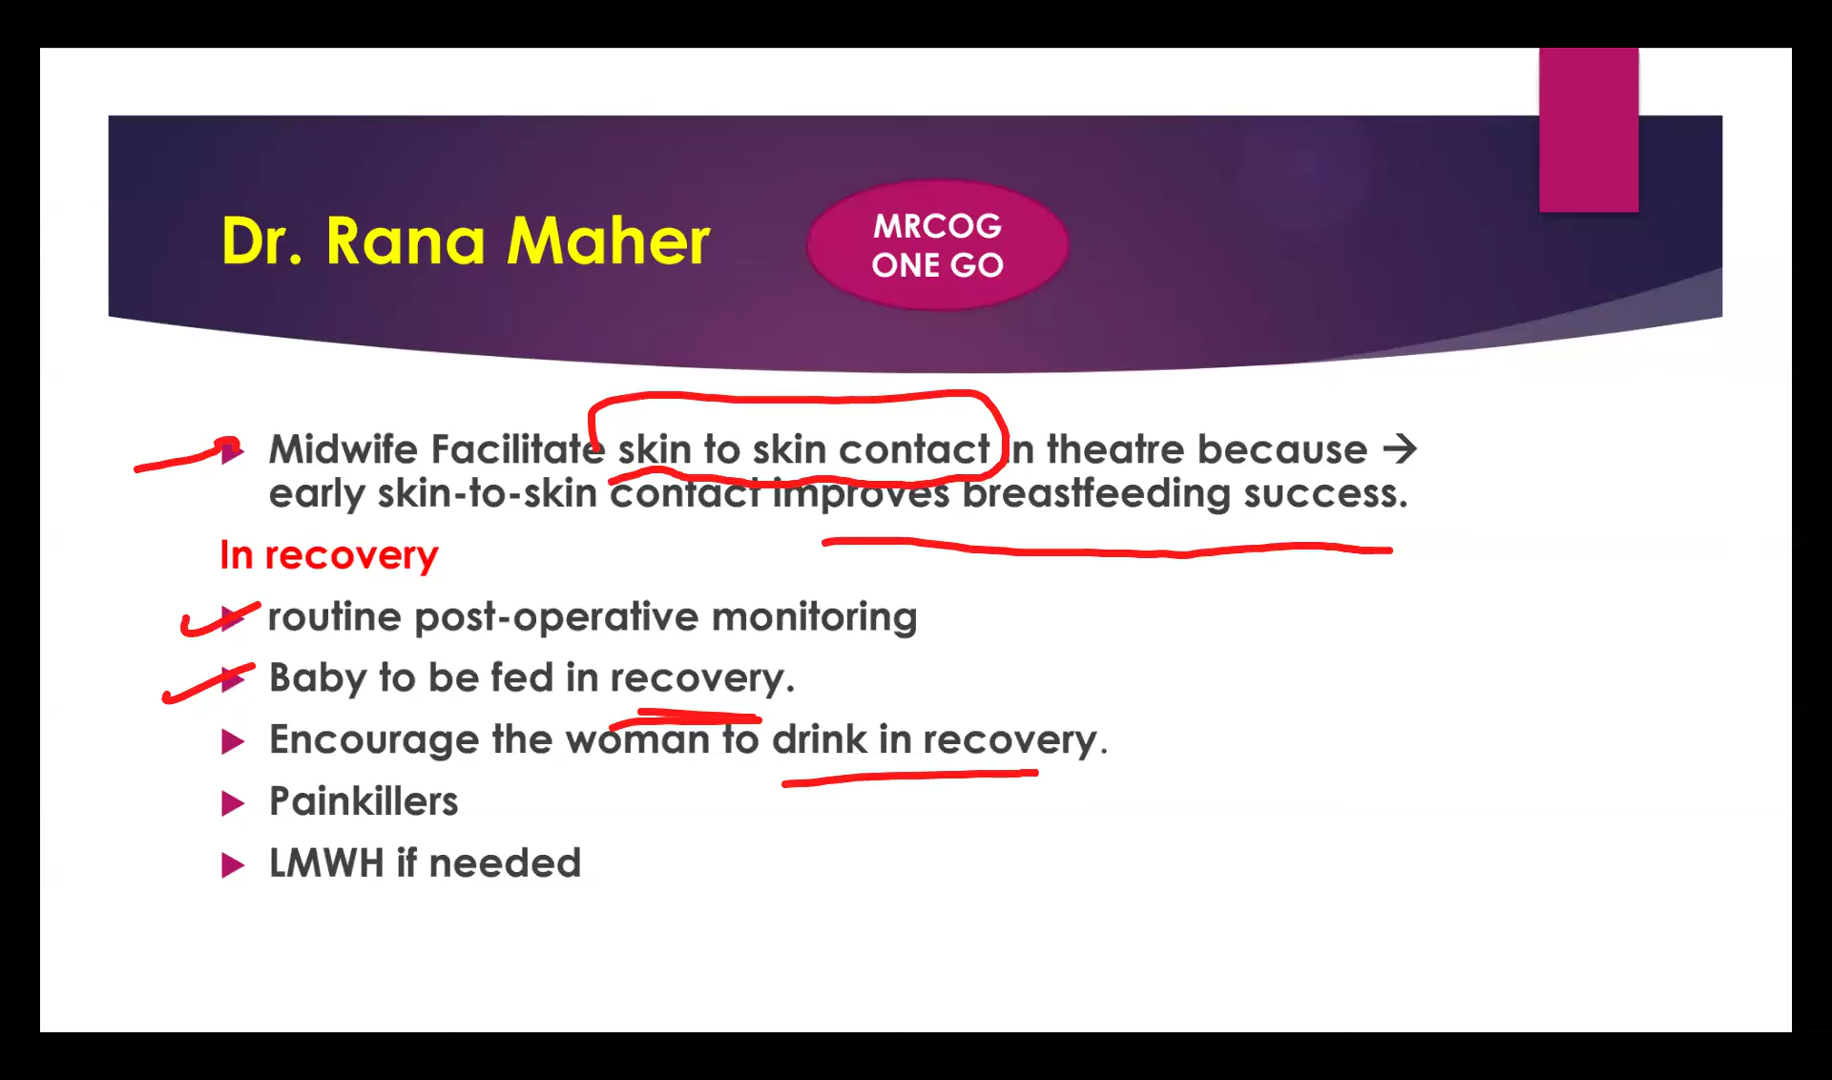 Dr. Rana Maher
MRCOG
ONE GO
Midwife Facilitate skin to skin contact in theatre because →
early skin-to-skin contact improves breastfeeding success.
In recovery
routine post-operative monitoring
Baby to be fed in recovery.
Encourage the woman to drink in recovery.
Painkillers
LMWH if needed